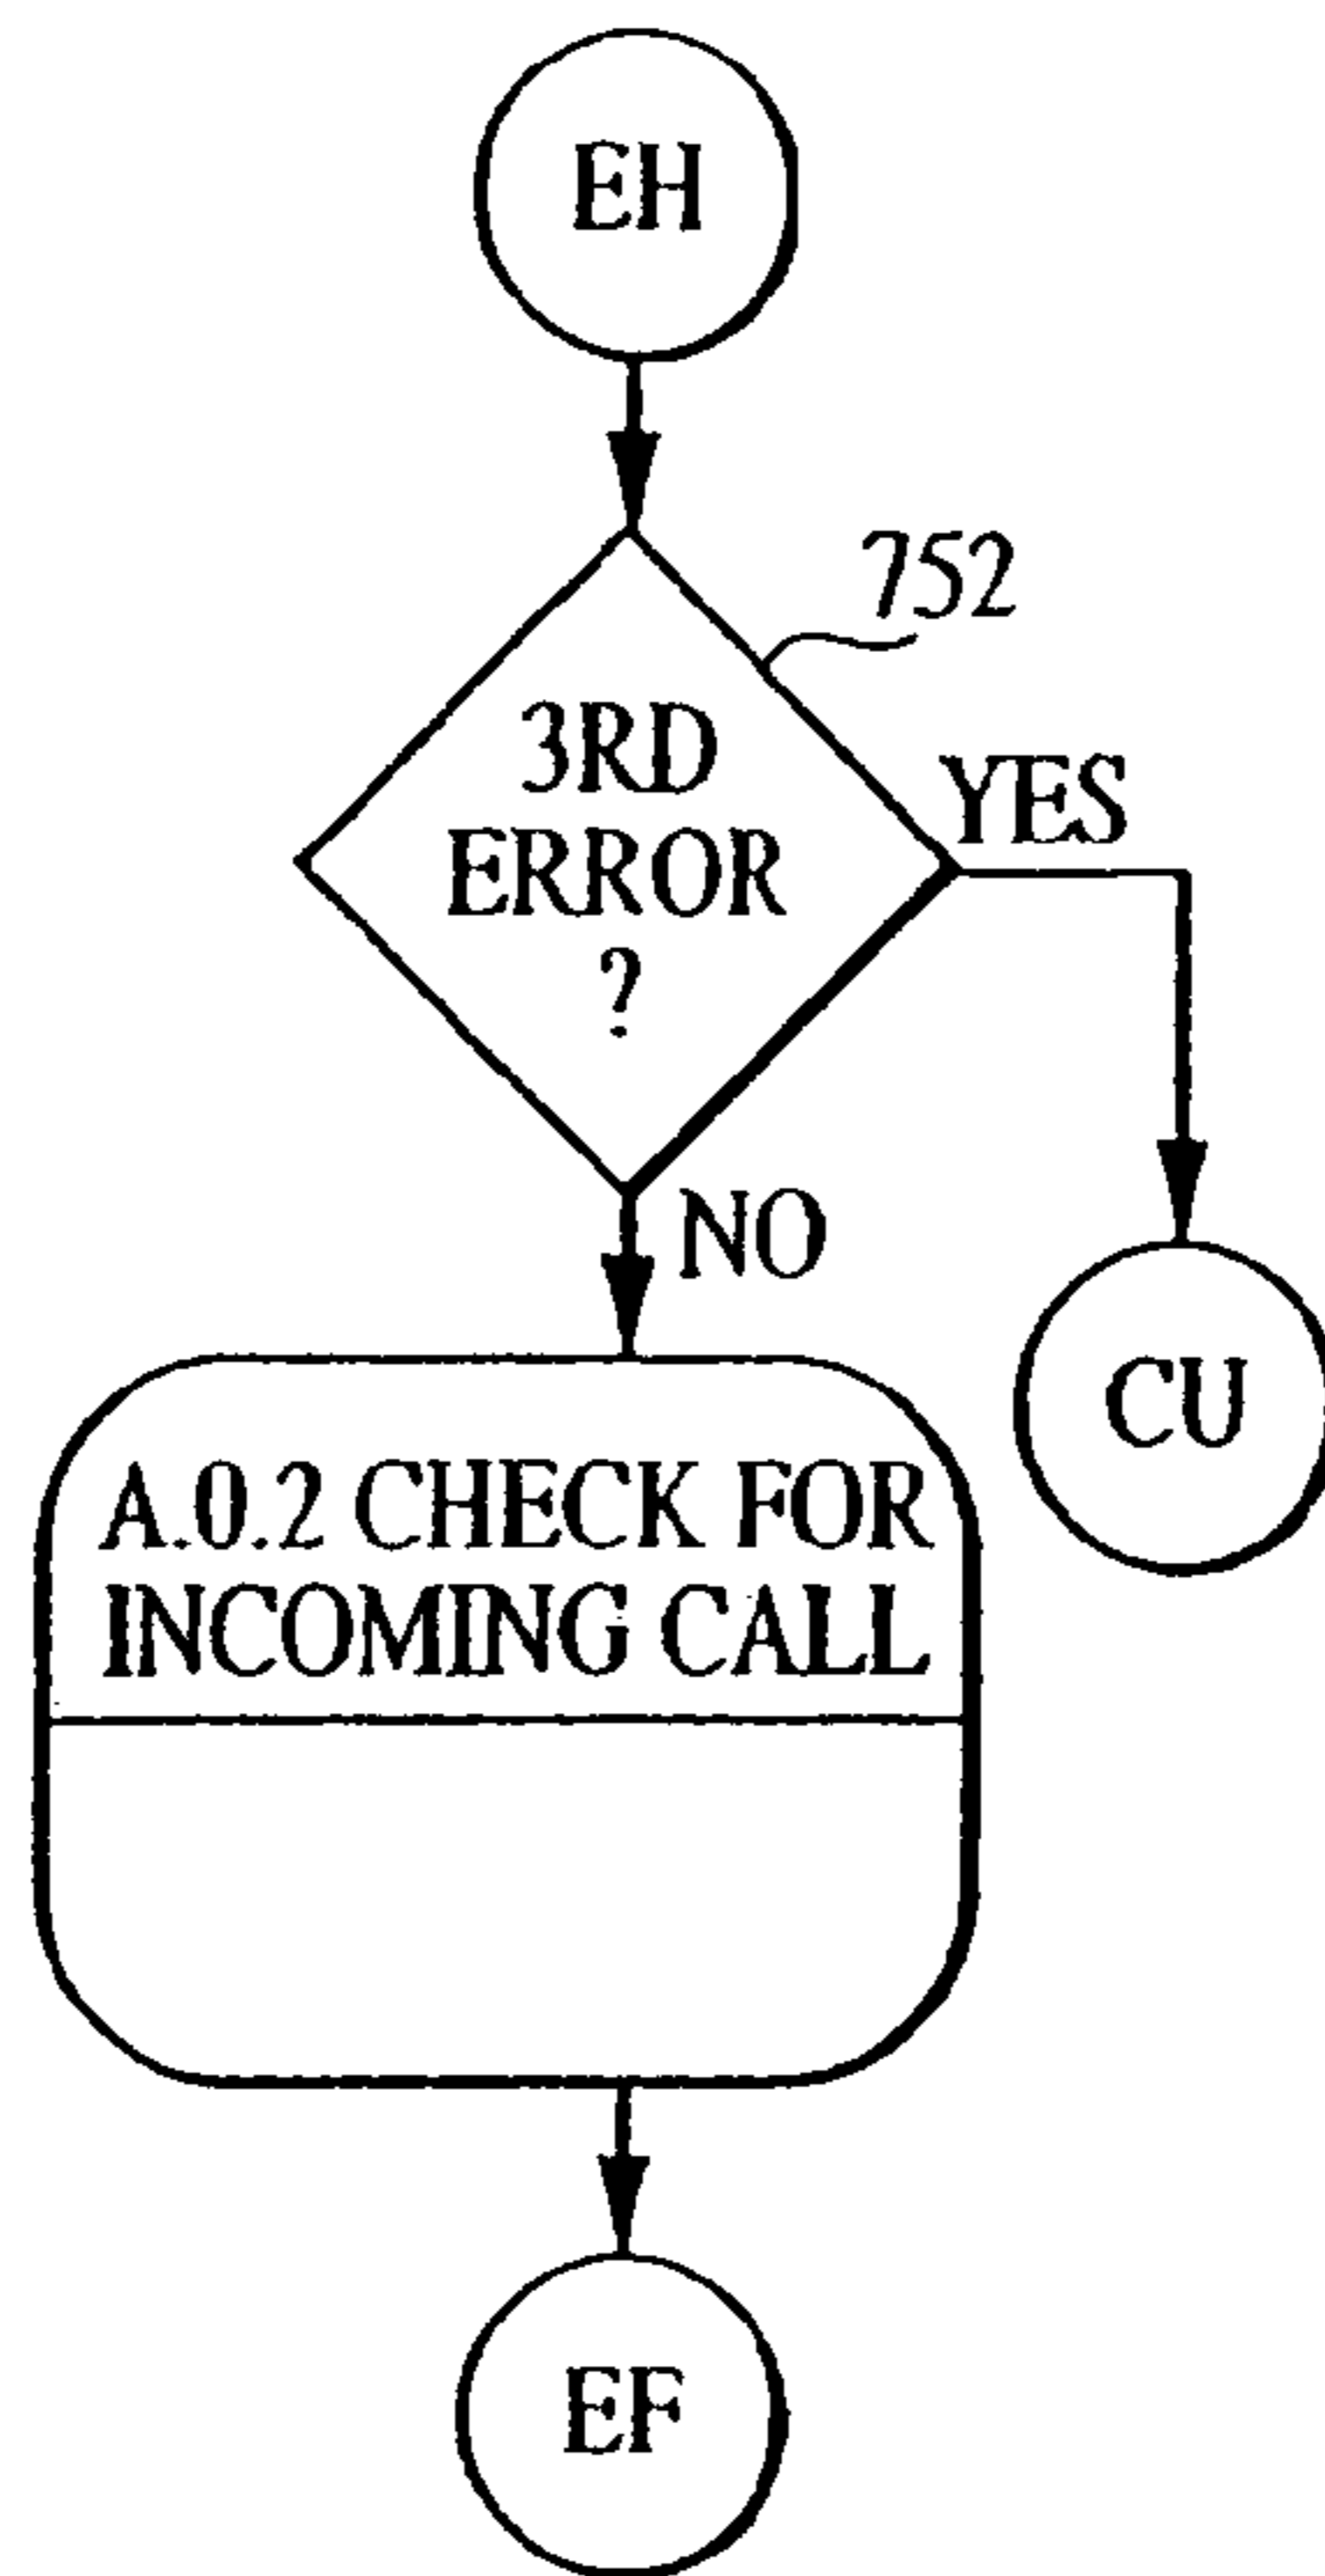 EH
752
3RD
ERROR
?
YES
NO
CU
A.0.2 CHECK FOR
INCOMING CALL
EF